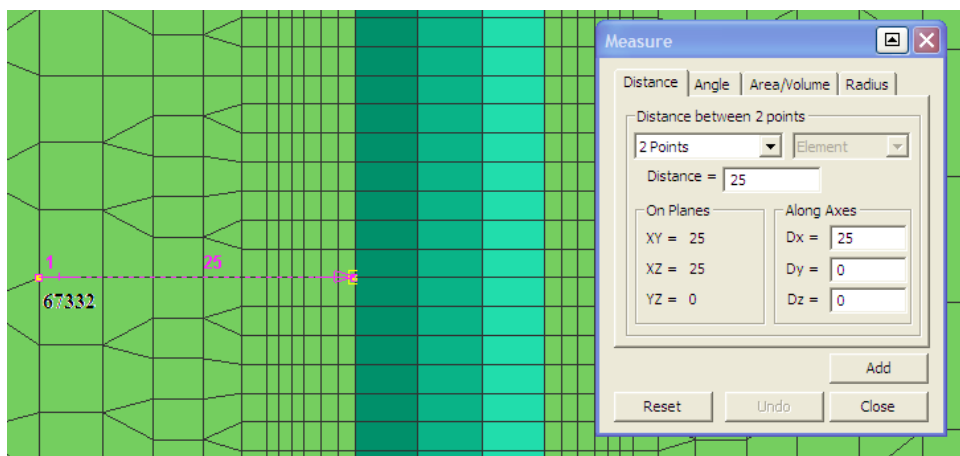 Measure
Distance Angle Area/Volume Radius
Distance between 2 points
2 Points Element
Distance = 25
On Planes Along Axes
XY = 25 Dx = 25
XZ = 25 Dy = 0
YZ = 0 Dz = 0
Add
Reset Undo Close
1 25
67332